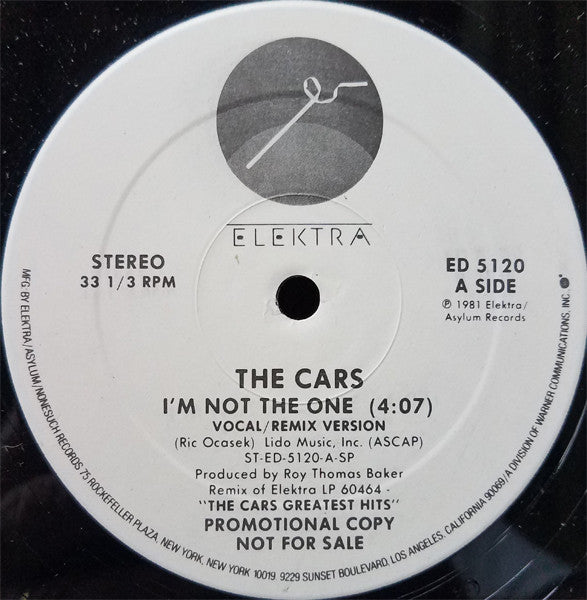 ELEKTRA
STEREO
33 1/3 RPM
ED 5120
A SIDE
℗ 1981 Elektra/
Asylum Records
THE CARS
I'M NOT THE ONE (4:07)
VOCAL/REMIX VERSION
(Ric Ocasek) Lido Music, Inc. (ASCAP)
ST-ED-5120-A-SP
Produced by Roy Thomas Baker
Remix of Elektra LP 60464 -
"THE CARS GREATEST HITS"
PROMOTIONAL COPY
NOT FOR SALE
MFG BY ELEKTRA/ASYLUM/NONESUCH RECORDS 75 ROCKEFELLER PLAZA, NEW YORK, NEW YORK 10019. 9229 SUNSET BOULEVARD, LOS ANGELES, CALIFORNIA 90069/A DIVISION OF WARNER COMMUNICATIONS, INC.